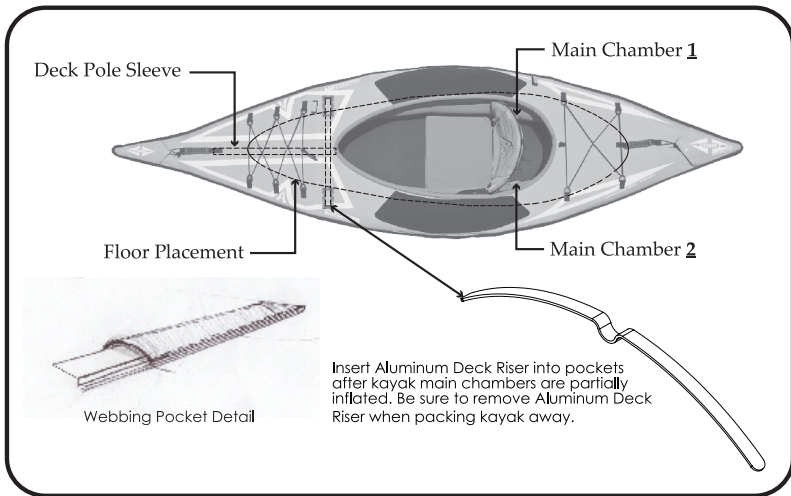 Main Chamber 1
Deck Pole Sleeve
Floor Placement
Main Chamber 2
Insert Aluminum Deck Riser into pockets
after kayak main chambers are partially
inflated. Be sure to remove Aluminum Deck
Riser when packing kayak away.
Webbing Pocket Detail